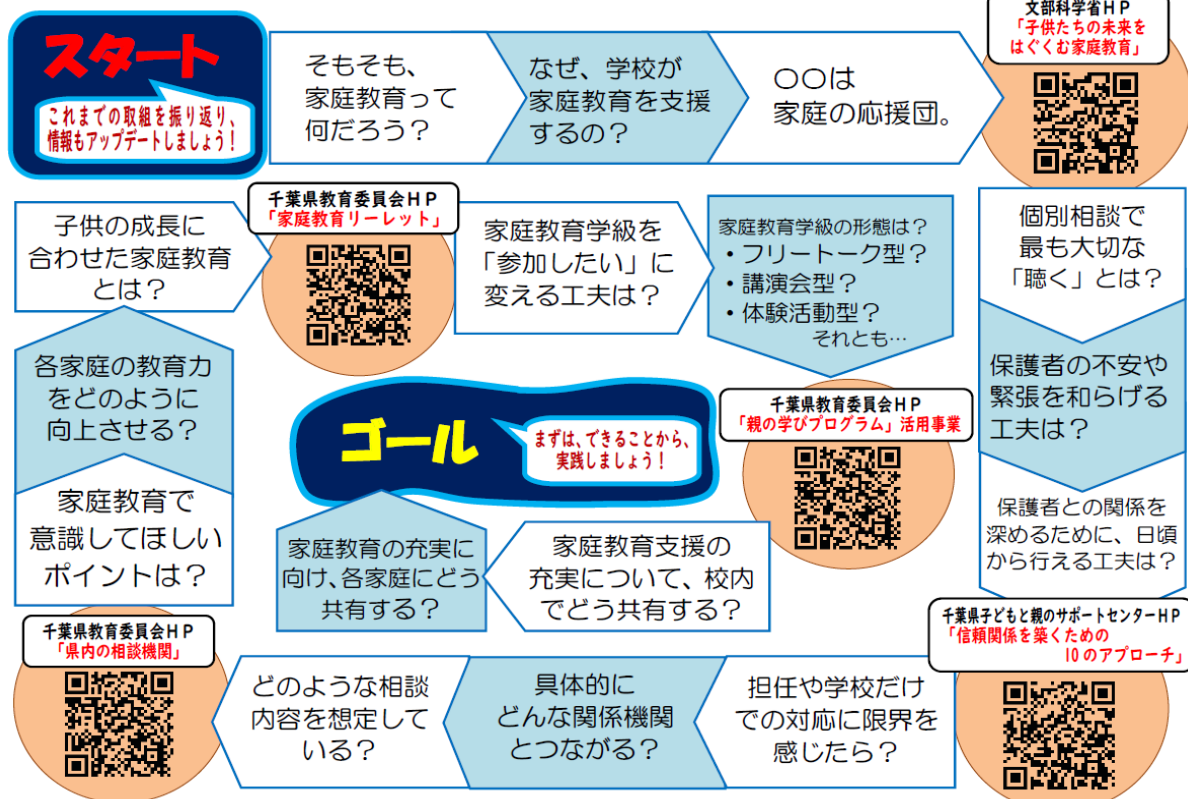 スタート
これまでの取組を振り返り、
情報もアップデートしましょう！
そもそも、
家庭教育って
何だろう？
なぜ、学校が
家庭教育を支援
するの？
〇〇は
家庭の応援団。
文部科学省ＨＰ
「子供たちの未来を
はぐくむ家庭教育」
個別相談で
最も大切な
「聴く」とは？
保護者の不安や
緊張を和らげる
工夫は？
保護者との関係を
深めるために、日頃
から行える工夫は？
千葉県子どもと親のサポートセンターＨＰ
「信頼関係を築くための
10のアプローチ」
担任や学校だけ
での対応に限界を
感じたら？
具体的に
どんな関係機関
とつながる？
どのような相談
内容を想定して
いる？
千葉県教育委員会ＨＰ
「県内の相談機関」
家庭教育で
意識してほしい
ポイントは？
各家庭の教育力
をどのように
向上させる？
子供の成長に
合わせた家庭教育
とは？
千葉県教育委員会ＨＰ
「家庭教育リーレット」
家庭教育学級を
「参加したい」に
変える工夫は？
家庭教育学級の形態は？
・フリートーク型？
・講演会型？
・体験活動型？
それとも…
千葉県教育委員会ＨＰ
「親の学びプログラム」活用事業
家庭教育支援の
充実について、校内
でどう共有する？
家庭教育の充実に
向け、各家庭にどう
共有する？
ゴール
まずは、できることから、
実践しましょう！